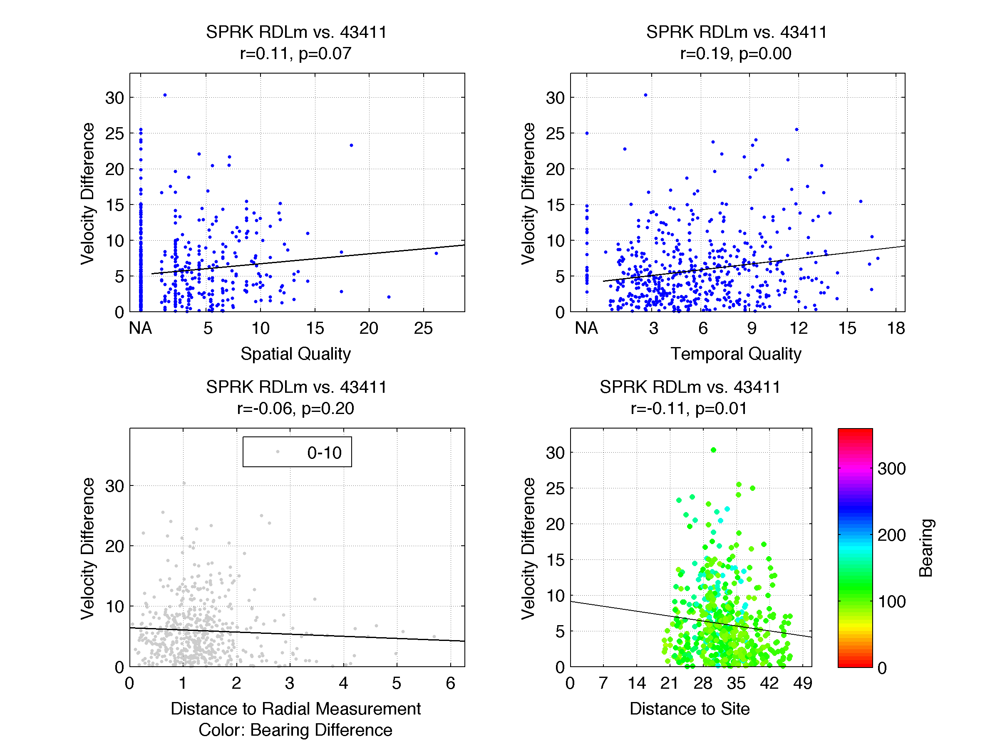 SPRK RDLm vs. 43411
r=0.11, p=0.07
Velocity Difference
30
25
20
15
10
5
0
NA 5 10 15 20 25
Spatial Quality
SPRK RDLm vs. 43411
r=0.19, p=0.00
Velocity Difference
30
25
20
15
10
5
0
NA 3 6 9 12 15 18
Temporal Quality
SPRK RDLm vs. 43411
r=-0.06, p=0.20
0-10
Velocity Difference
30
20
10
0
0 1 2 3 4 5 6
Distance to Radial Measurement
Color: Bearing Difference
SPRK RDLm vs. 43411
r=-0.11, p=0.01
Velocity Difference
30
25
20
15
10
5
0
0 7 14 21 28 35 42 49
Distance to Site
300
200
100
0
Bearing